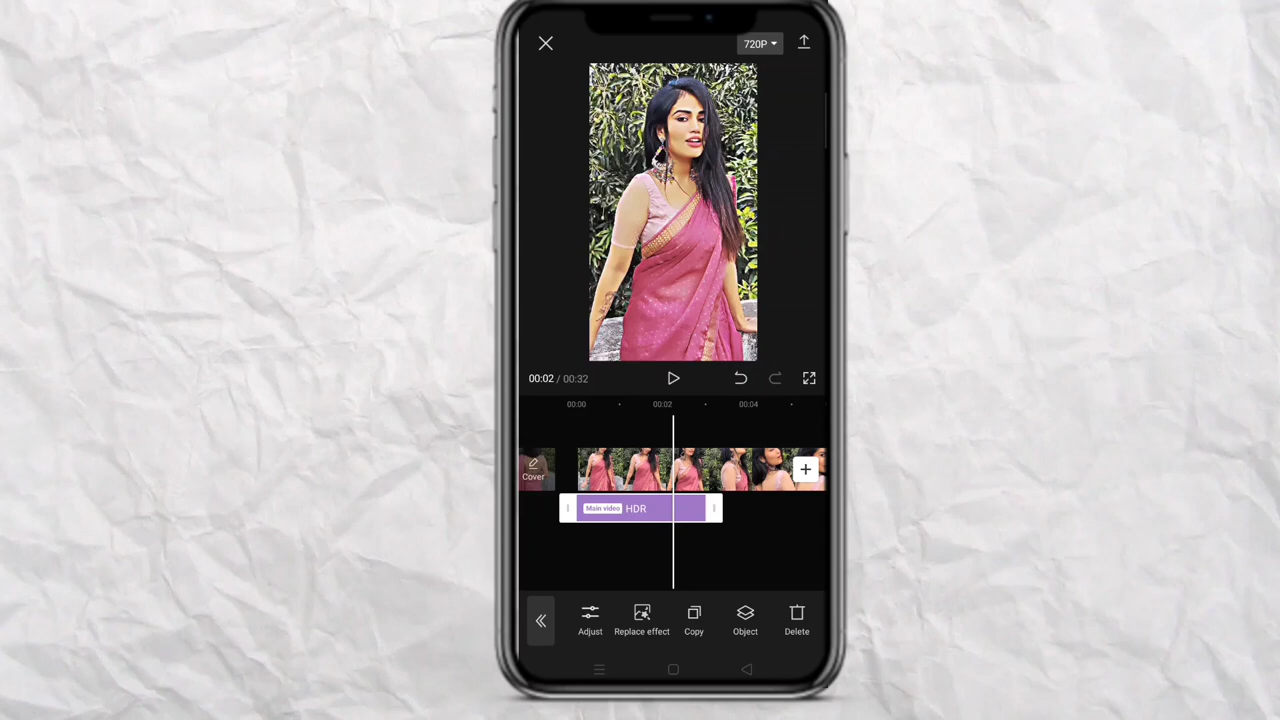 720P
00:02 / 00:32
00:00 00:02 00:04
Cover
Main video HDR
Adjust Replace effect Copy Object Delete